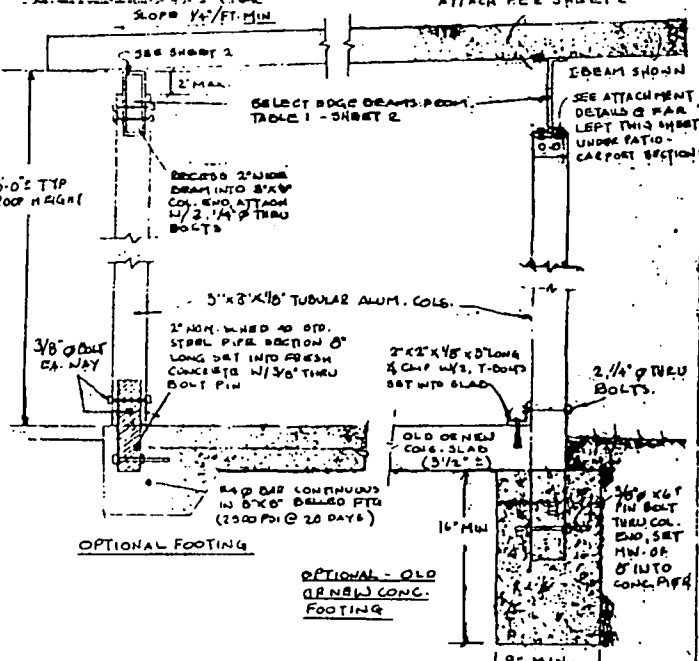 SLOPE 1/4"/FT. MIN
SEE SHEET 2
2" MAX
SELECT EDGE BEAMS FROM
TABLE 1 - SHEET 2
I-BEAM SHOWN
SEE ATTACHMENT
DETAILS @ FAR
LEFT THIS SHEET
UNDER PATIO-
CARPORT SECTION
RECESS 2" WIDE
BEAM INTO 3"X3"
COL. END, ATTACH
W/2, 1/4" Ø THRU
BOLTS
TYP
HEIGHT
3"X3"X1/8" TUBULAR ALUM. COLS.
2" NOM. SCHED 40 STD.
STEEL PIPE SECTION 8"
LONG SET INTO FRESH
CONCRETE W/3/8" THRU
BOLT PIN
3/8" Ø BOLT
EA. WAY
2"X2"X1/8"X3" LONG
CLIP W/2, T-BOLTS
SET INTO SLAB
2, 1/4" Ø THRU
BOLTS.
OLD OR NEW
CONC. SLAB
(3 1/2" ±)
#4 Ø BAR CONTINUOUS
IN 8"X8" BELLED FTG
(2500 PSI @ 28 DAYS)
OPTIONAL FOOTING
16" MIN
3/8" Ø X 6"
PIN BOLT
THRU COL.
END, SET
MIN. OF
8" INTO
CONC. PIER
OPTIONAL - OLD
OR NEW CONC.
FOOTING
MIN